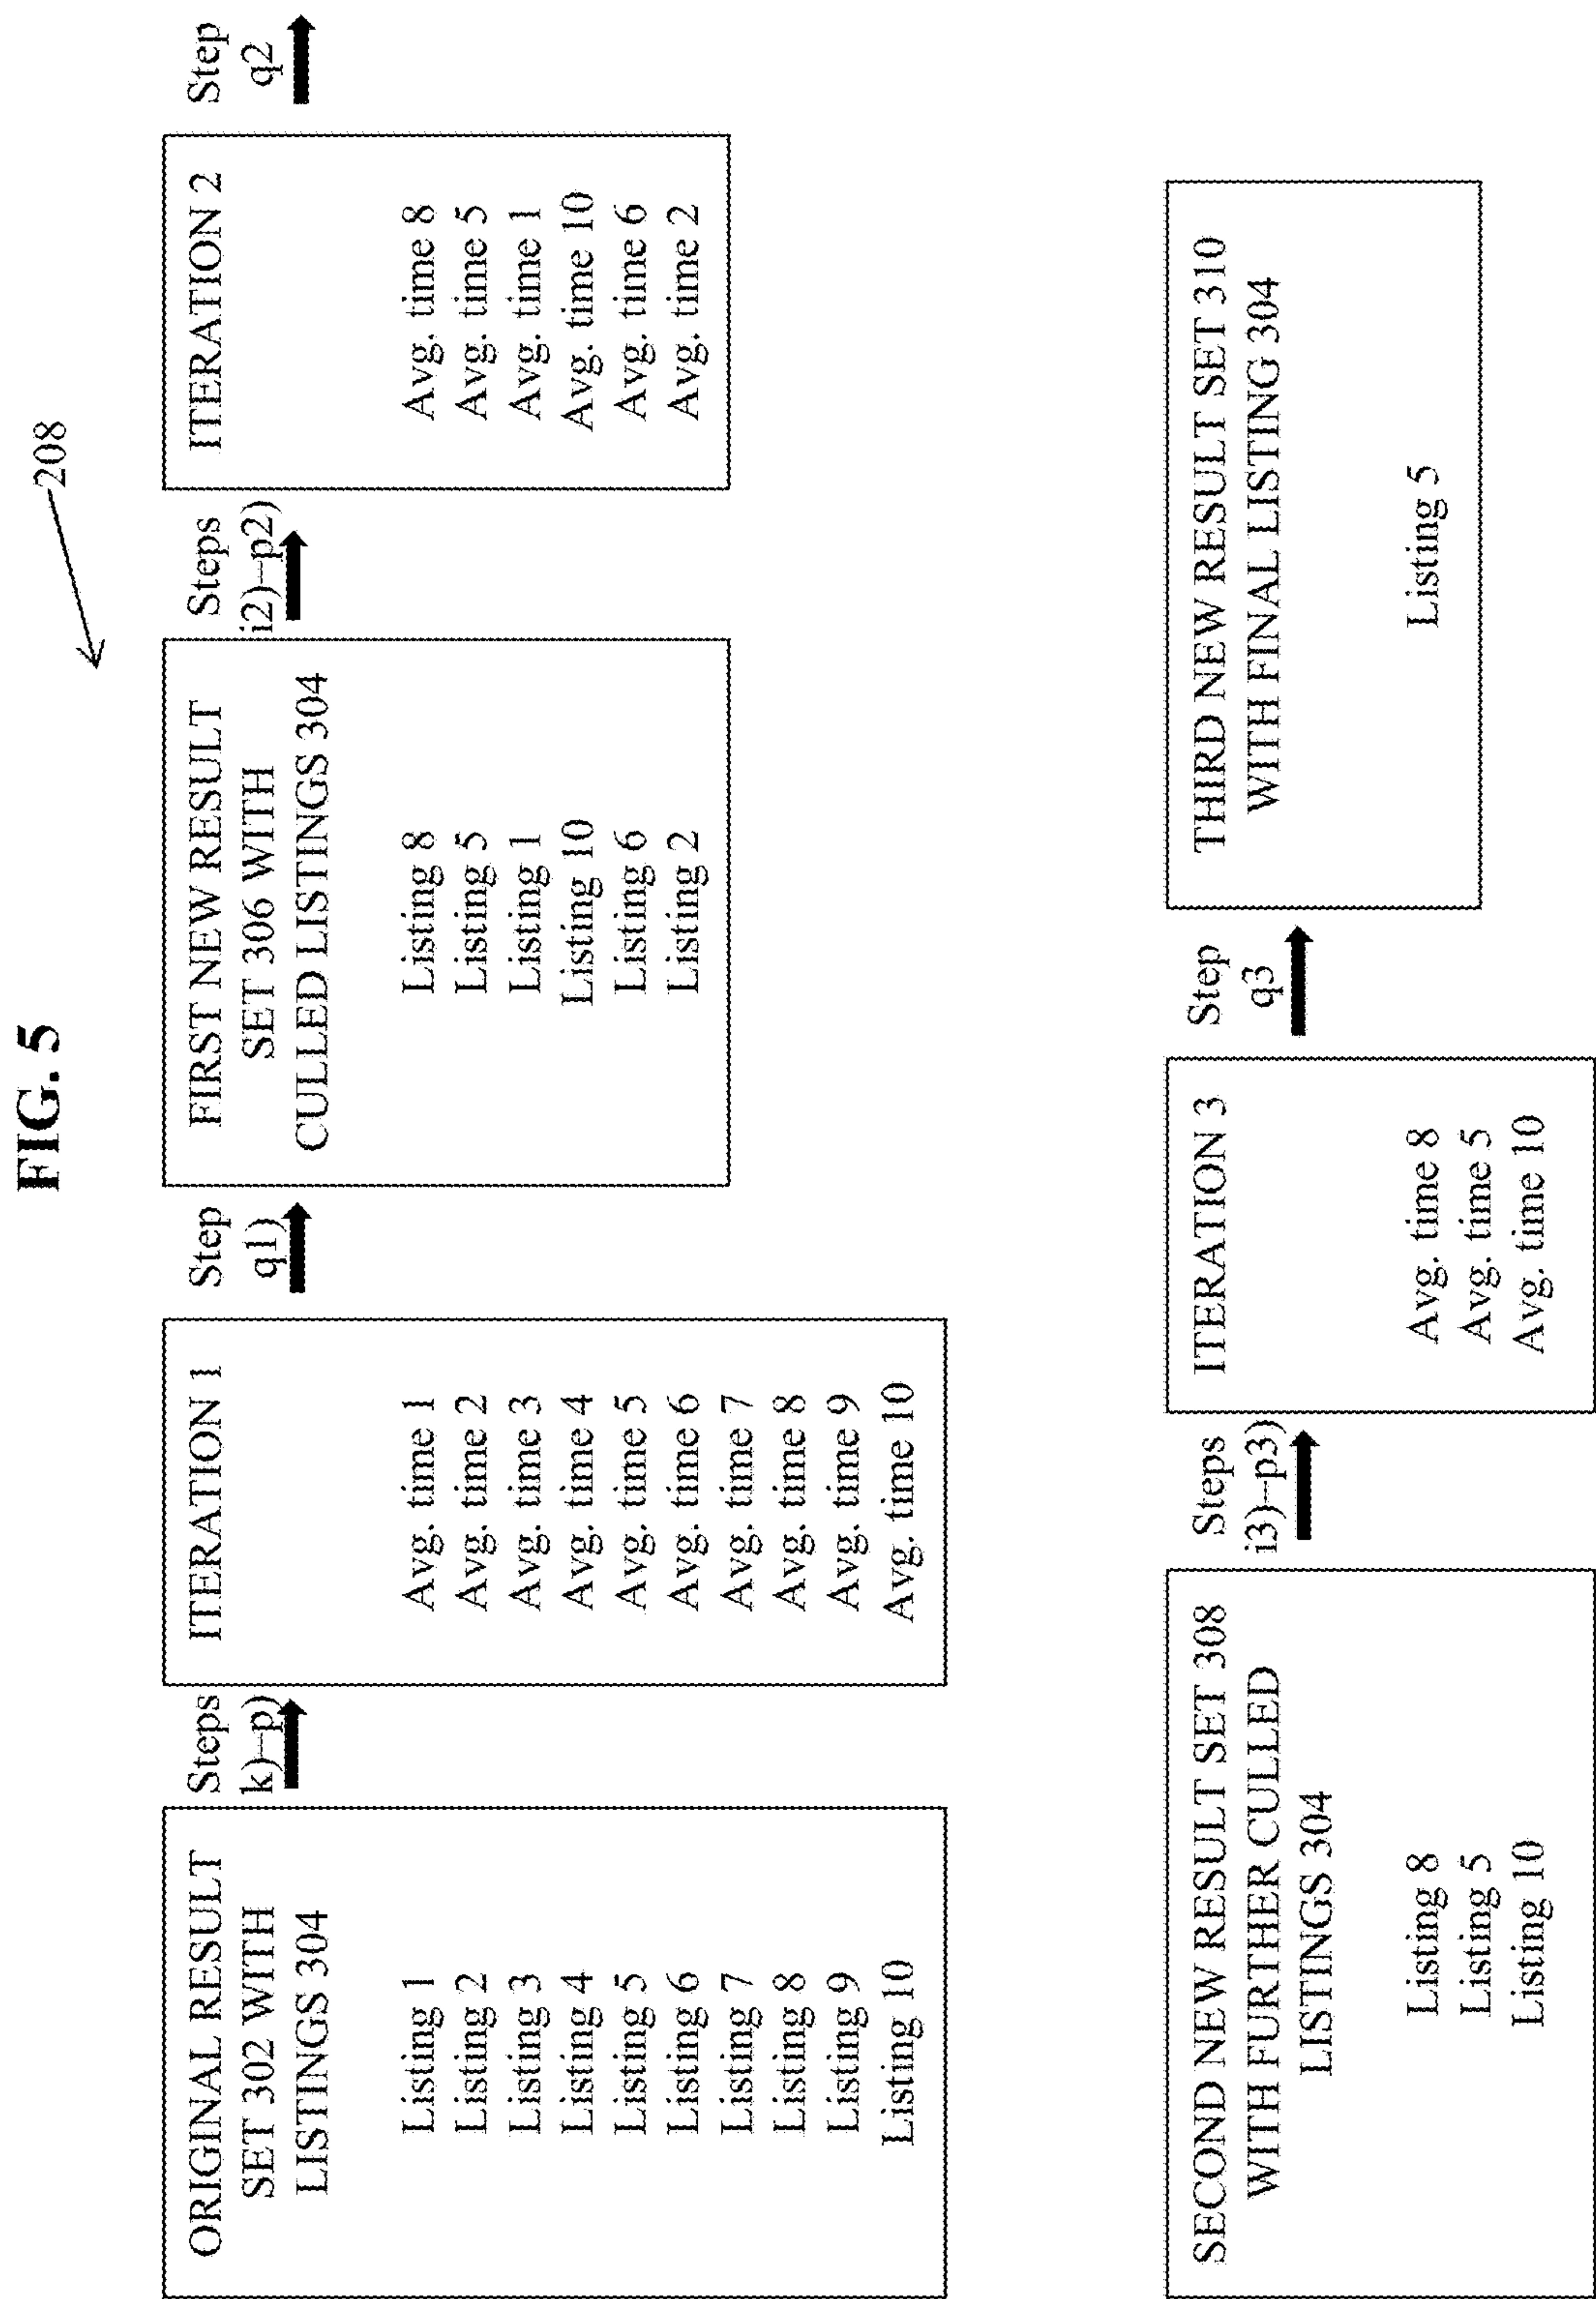 FIG. 5
208
ORIGINAL RESULT
SET 302 WITH
LISTINGS 304
Listing 1
Listing 2
Listing 3
Listing 4
Listing 5
Listing 6
Listing 7
Listing 8
Listing 9
Listing 10
Steps
k)–p)
ITERATION 1
Avg. time 1
Avg. time 2
Avg. time 3
Avg. time 4
Avg. time 5
Avg. time 6
Avg. time 7
Avg. time 8
Avg. time 9
Avg. time 10
Step
q1)
FIRST NEW RESULT
SET 306 WITH
CULLED LISTINGS 304
Listing 8
Listing 5
Listing 1
Listing 10
Listing 6
Listing 2
Steps
i2)–p2)
ITERATION 2
Avg. time 8
Avg. time 5
Avg. time 1
Avg. time 10
Avg. time 6
Avg. time 2
Step
q2
SECOND NEW RESULT SET 308
WITH FURTHER CULLED
LISTINGS 304
Listing 8
Listing 5
Listing 10
Steps
i3)–p3)
ITERATION 3
Avg. time 8
Avg. time 5
Avg. time 10
Step
q3
THIRD NEW RESULT SET 310
WITH FINAL LISTING 304
Listing 5